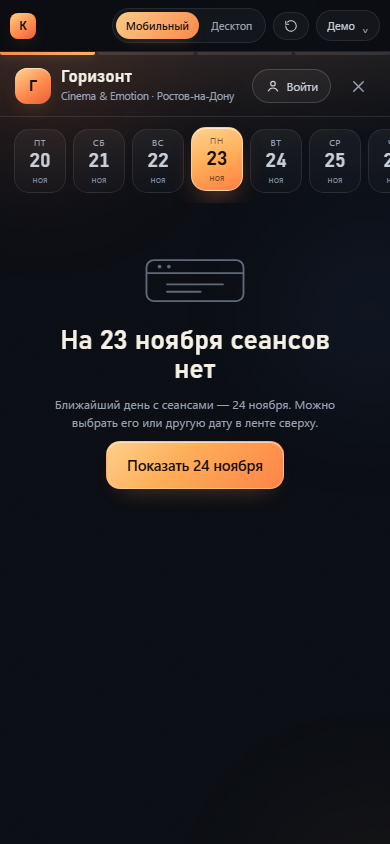 К
Мобильный Десктоп Демо
Г
Горизонт
Cinema & Emotion · Ростов-на-Дону
Войти
ПТ СБ ВС ПН ВТ СР
20 21 22 23 24 25
ноя ноя ноя ноя ноя ноя
На 23 ноября сеансов
нет
Ближайший день с сеансами — 24 ноября. Можно
выбрать его или другую дату в ленте сверху.
Показать 24 ноября